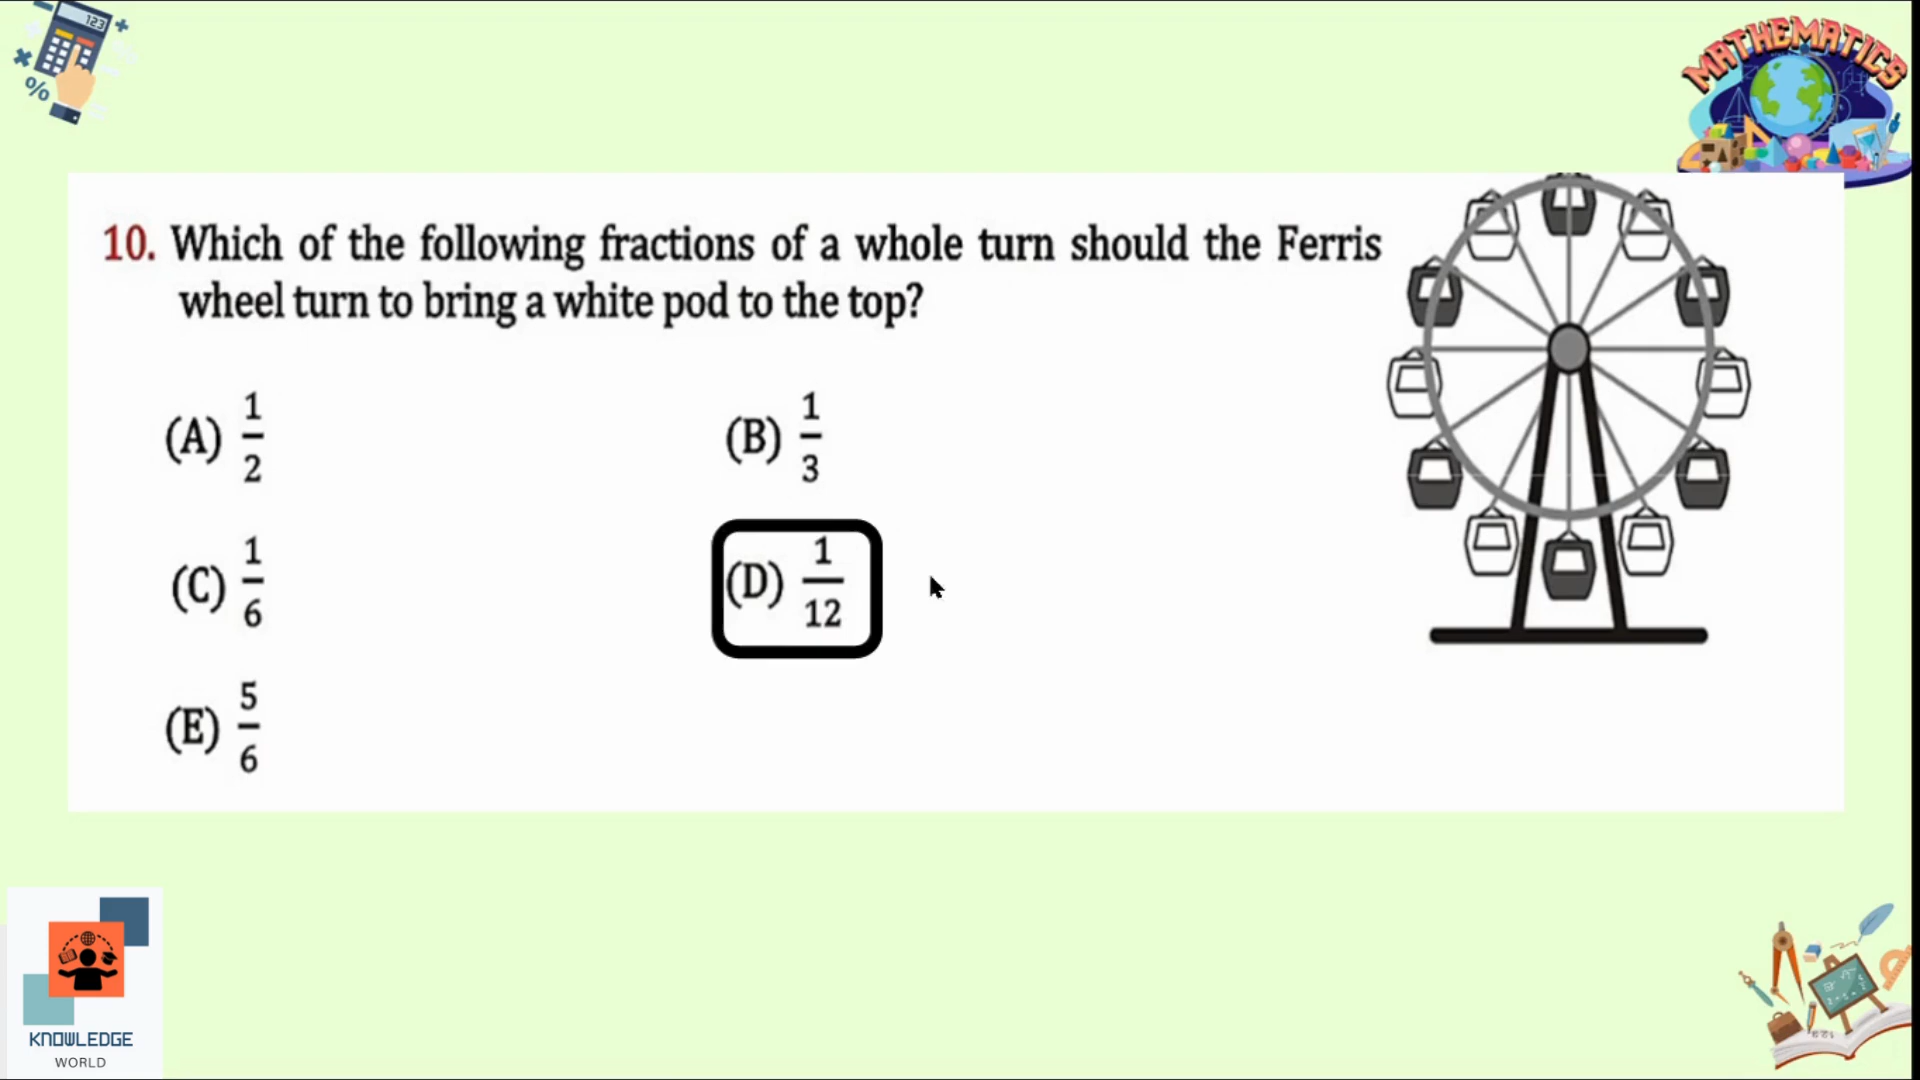 123
%
MATHEMATICS
10. Which of the following fractions of a whole turn should the Ferris
wheel turn to bring a white pod to the top?
(A) 1/2
(B) 1/3
(C) 1/6
(D) 1/12
(E) 5/6
KNOWLEDGE
WORLD